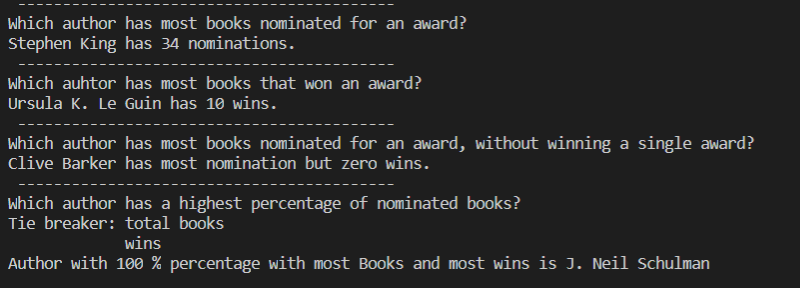 -----------------------------------------
Which author has most books nominated for an award?
Stephen King has 34 nominations.
-----------------------------------------
Which auhtor has most books that won an award?
Ursula K. Le Guin has 10 wins.
-----------------------------------------
Which author has most books nominated for an award, without winning a single award?
Clive Barker has most nomination but zero wins.
-----------------------------------------
Which author has a highest percentage of nominated books?
Tie breaker: total books
wins
Author with 100 % percentage with most Books and most wins is J. Neil Schulman